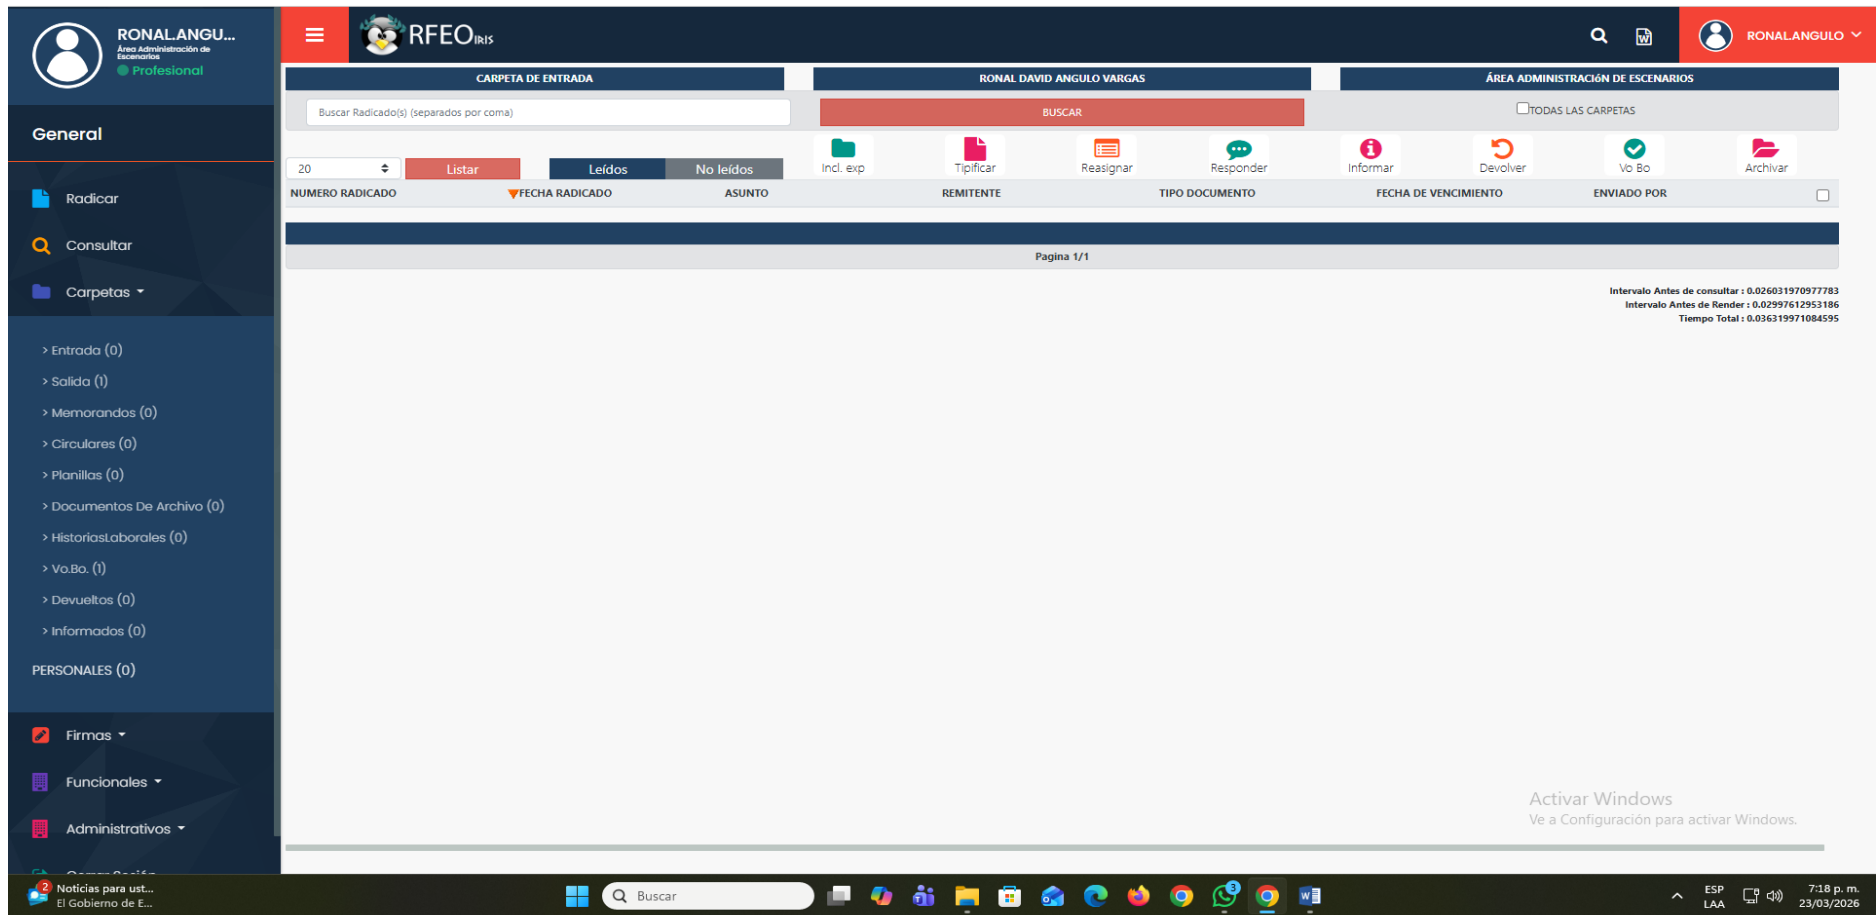 RONAL.ANGU...
Área Administración de
Escenarios
Profesional
General
Radicar
Consultar
Carpetas
> Entrada (0)
> Salida (1)
> Memorandos (0)
> Circulares (0)
> Planillas (0)
> Documentos De Archivo (0)
> HistoriasLaborales (0)
> Vo.Bo. (1)
> Devueltos (0)
> Informados (0)
PERSONALES (0)
Firmas
Funcionales
Administrativos
RFEO IRIS
RONAL.ANGULO
CARPETA DE ENTRADA
RONAL DAVID ANGULO VARGAS
ÁREA ADMINISTRACIóN DE ESCENARIOS
Buscar Radicado(s) (separados por coma)
BUSCAR
TODAS LAS CARPETAS
20
Listar
Leídos
No leídos
Incl. exp
Tipificar
Reasignar
Responder
Informar
Devolver
Vo Bo
Archivar
NUMERO RADICADO
FECHA RADICADO
ASUNTO
REMITENTE
TIPO DOCUMENTO
FECHA DE VENCIMIENTO
ENVIADO POR
Pagina 1/1
Intervalo Antes de consultar : 0.026031970977783
Intervalo Antes de Render : 0.02997612953186
Tiempo Total : 0.036319971084595
Activar Windows
Ve a Configuración para activar Windows.
2
Noticias para ust...
El Gobierno de E...
Buscar
3
ESP
LAA
7:18 p. m.
23/03/2026